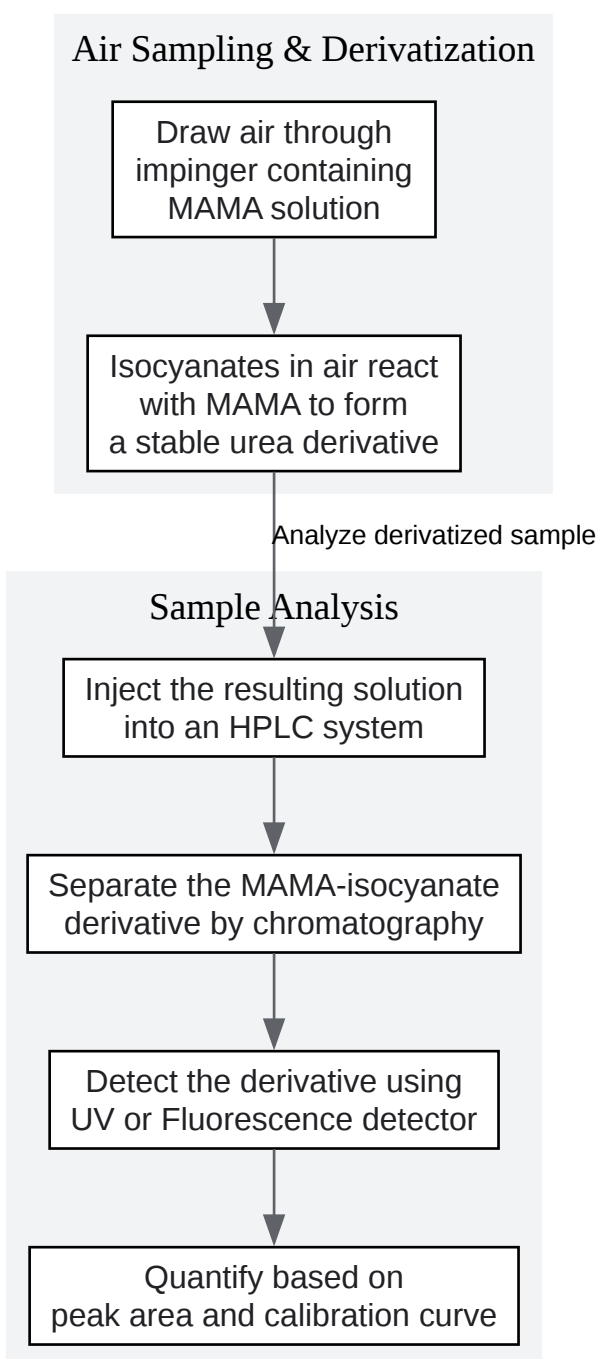 Air Sampling & Derivatization
Draw air through
impinger containing
MAMA solution
Isocyanates in air react
with MAMA to form
a stable urea derivative
Analyze derivatized sample
Sample Analysis
Inject the resulting solution
into an HPLC system
Separate the MAMA-isocyanate
derivative by chromatography
Detect the derivative using
UV or Fluorescence detector
Quantify based on
peak area and calibration curve